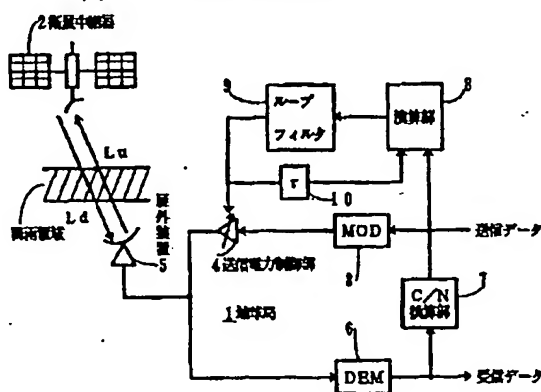 2 衛星中継器
9
ループ
フィルタ
8
演算部
Lu
Ld
降雨領域
屋外装置
5
τ
10
4 送信電力制御部
MOD
送信データ
1 地球局
C/N
演算部
7
6
DEM
受信データ